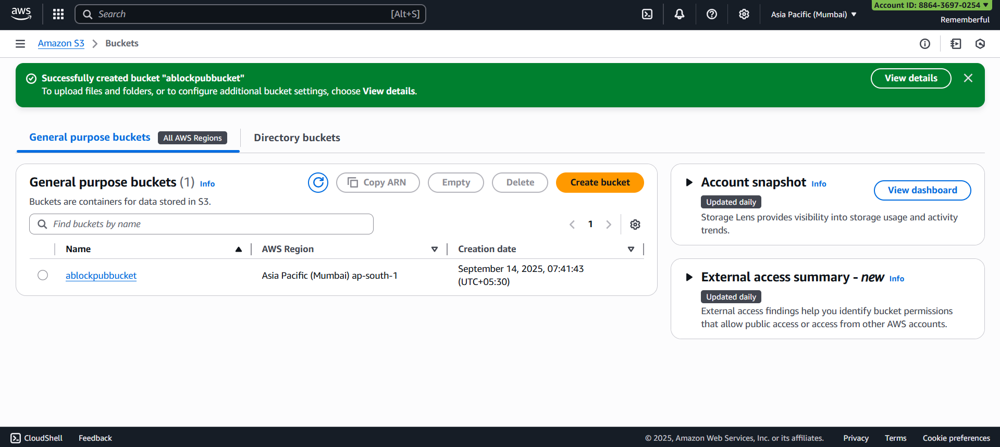 aws
Search
[Alt+S]
Asia Pacific (Mumbai)
Account ID: 8864-3697-0254
Rememberful
Amazon S3
Buckets
Successfully created bucket "ablockpubbucket"
To upload files and folders, or to configure additional bucket settings, choose View details.
View details
General purpose buckets
All AWS Regions
Directory buckets
General purpose buckets (1) Info
Copy ARN
Empty
Delete
Create bucket
Buckets are containers for data stored in S3.
Find buckets by name
1
Name
AWS Region
Creation date
ablockpubbucket
Asia Pacific (Mumbai) ap-south-1
September 14, 2025, 07:41:43
(UTC+05:30)
Account snapshot Info
View dashboard
Updated daily
Storage Lens provides visibility into storage usage and activity
trends.
External access summary - new Info
Updated daily
External access findings help you identify bucket permissions
that allow public access or access from other AWS accounts.
CloudShell
Feedback
© 2025, Amazon Web Services, Inc. or its affiliates.
Privacy
Terms
Cookie preferences